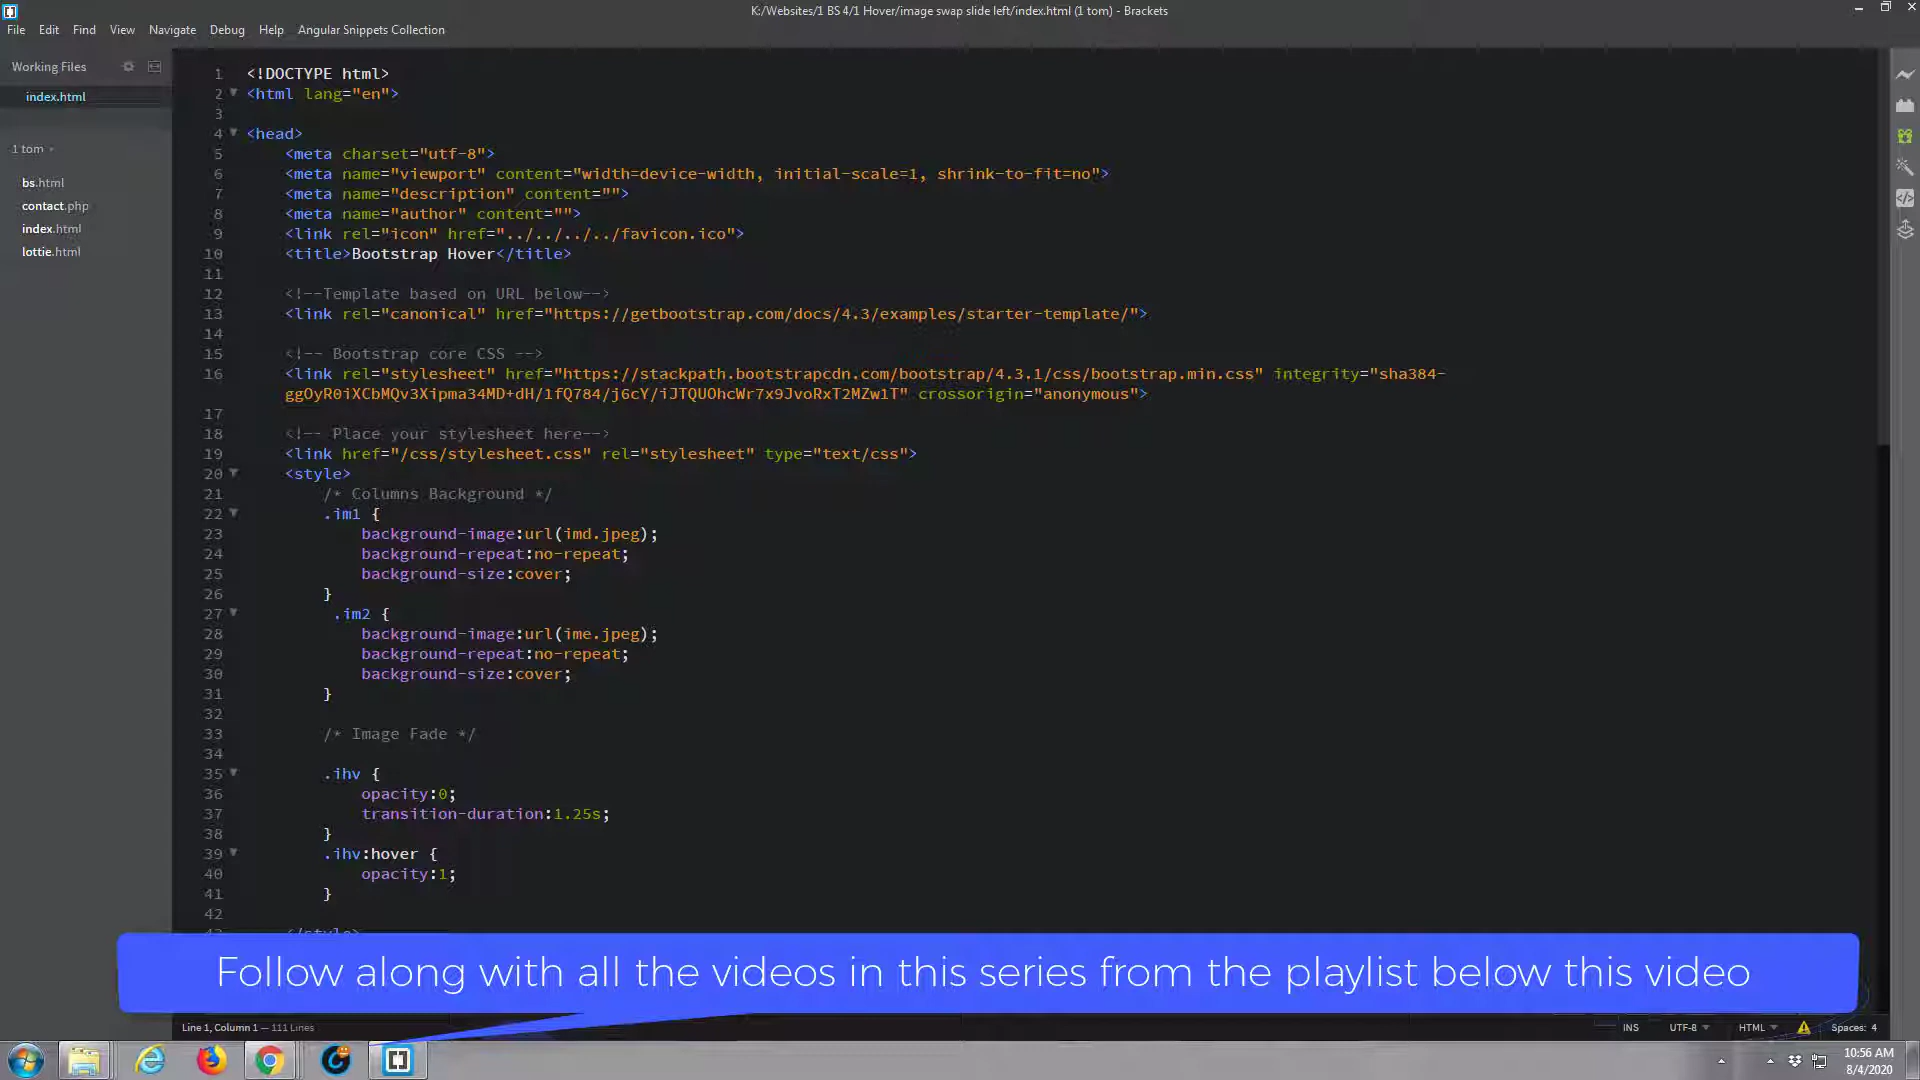 K:/Websites/1 BS 4/1 Hover/image swap slide left/index.html (1 tom) - Brackets
File Edit Find View Navigate Debug Help Angular Snippets Collection
Working Files
index.html
1 tom
bs.html
contact.php
index.html
lottie.html
1 <!DOCTYPE html>
2 <html lang="en">
3
4 <head>
5 <meta charset="utf-8">
6 <meta name="viewport" content="width=device-width, initial-scale=1, shrink-to-fit=no">
7 <meta name="description" content="">
8 <meta name="author" content="">
9 <link rel="icon" href="../../../../favicon.ico">
10 <title>Bootstrap Hover</title>
11
12 <!--Template based on URL below-->
13 <link rel="canonical" href="https://getbootstrap.com/docs/4.3/examples/starter-template/">
14
15 <!-- Bootstrap core CSS -->
16 <link rel="stylesheet" href="https://stackpath.bootstrapcdn.com/bootstrap/4.3.1/css/bootstrap.min.css" integrity="sha384-
ggOyR0iXCbMQv3Xipma34MD+dH/1fQ784/j6cY/iJTQUOhcWr7x9JvoRxT2MZw1T" crossorigin="anonymous">
17
18 <!-- Place your stylesheet here-->
19 <link href="/css/stylesheet.css" rel="stylesheet" type="text/css">
20 <style>
21 /* Columns Background */
22 .im1 {
23 background-image:url(imd.jpeg);
24 background-repeat:no-repeat;
25 background-size:cover;
26 }
27 .im2 {
28 background-image:url(ime.jpeg);
29 background-repeat:no-repeat;
30 background-size:cover;
31 }
32
33 /* Image Fade */
34
35 .ihv {
36 opacity:0;
37 transition-duration:1.25s;
38 }
39 .ihv:hover {
40 opacity:1;
41 }
42
43 </style>
Follow along with all the videos in this series from the playlist below this video
Line 1, Column 1 — 111 Lines
INS UTF-8 HTML Spaces: 4
10:56 AM
8/4/2020